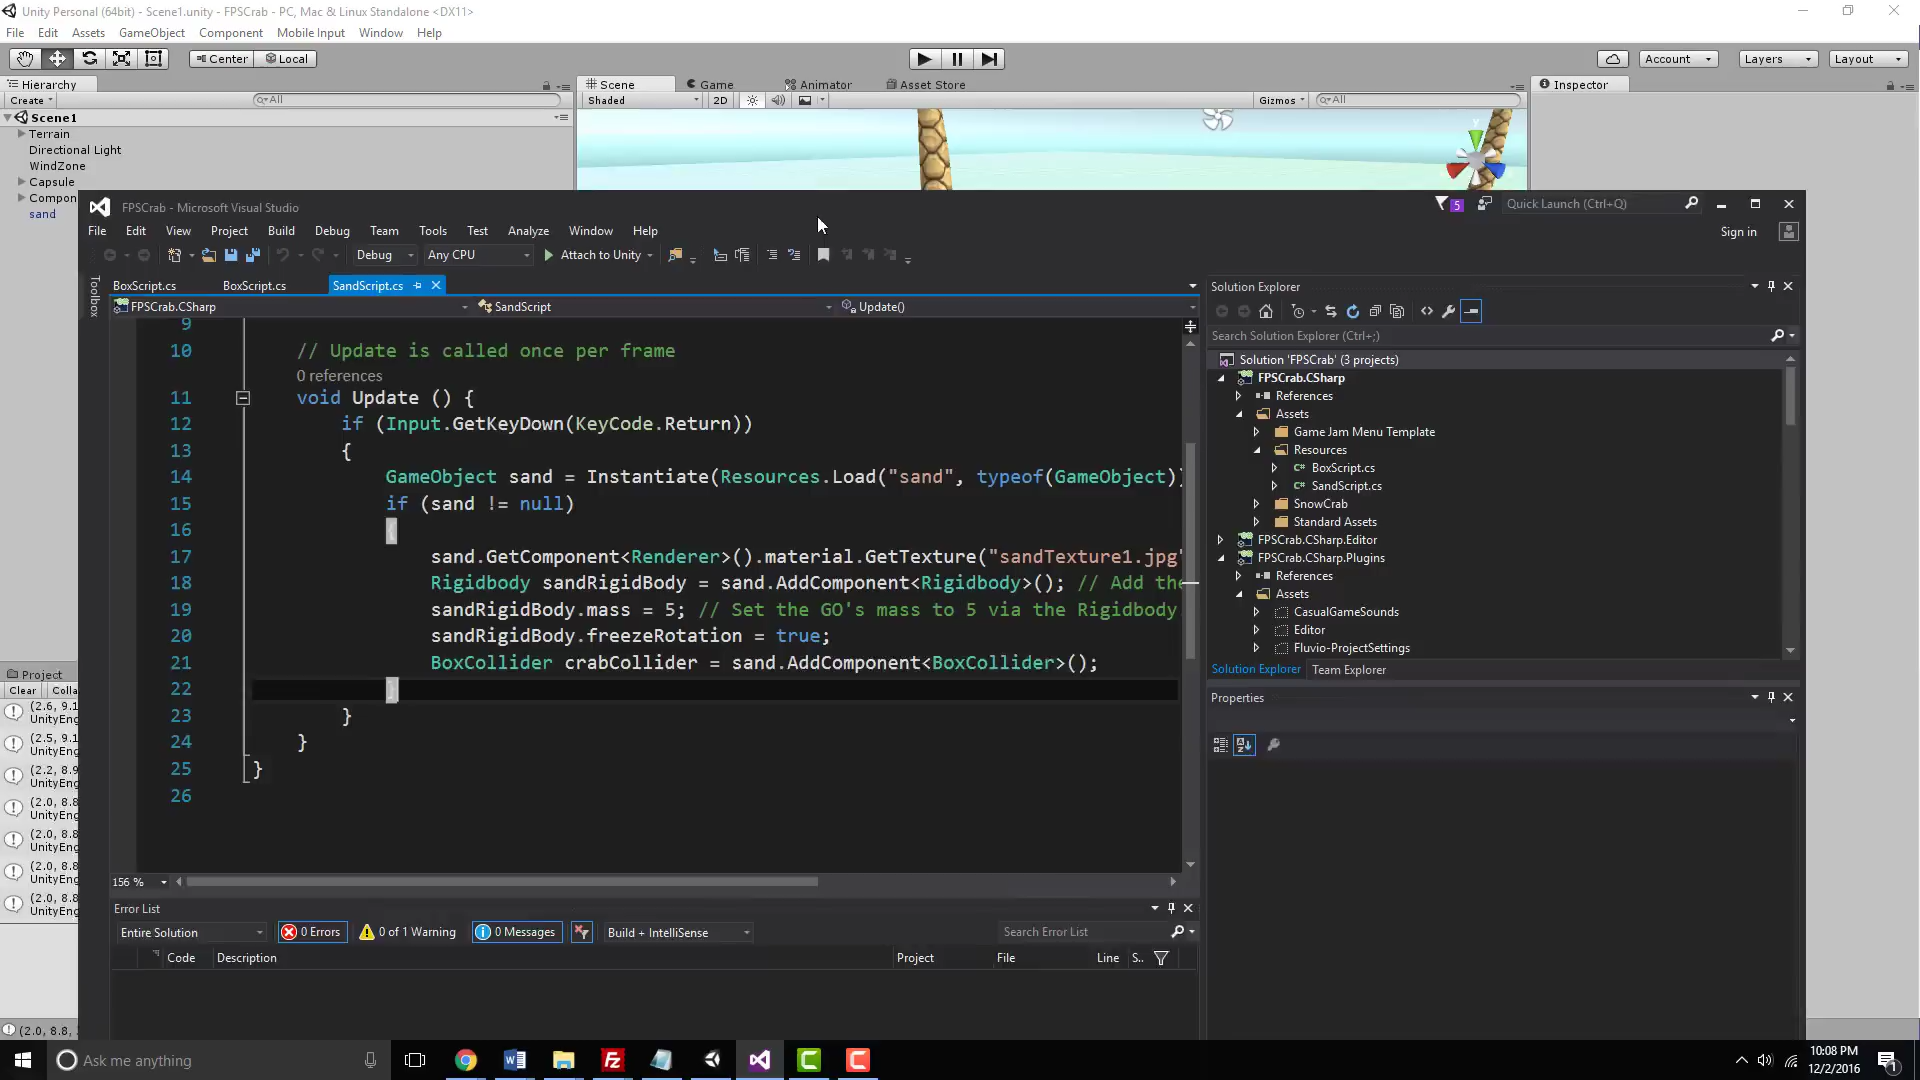 Unity Personal (64bit) - Scene1.unity - FPSCrab - PC, Mac & Linux Standalone <DX11>
File Edit Assets GameObject Component Mobile Input Window Help
Center Local Account Layers Layout
Hierarchy Scene Game Animator Asset Store Inspector
Create All Shaded 2D Gizmos All
Scene1
Terrain
Directional Light
WindZone
Capsule
Compon
sand
y
FPSCrab - Microsoft Visual Studio 5 Quick Launch (Ctrl+Q)
File Edit View Project Build Debug Team Tools Test Analyze Window Help Sign in
Debug Any CPU Attach to Unity
Toolbox
BoxScript.cs BoxScript.cs SandScript.cs
FPSCrab.CSharp SandScript Update()
9
10 // Update is called once per frame
0 references
11 void Update () {
12 if (Input.GetKeyDown(KeyCode.Return))
13 {
14 GameObject sand = Instantiate(Resources.Load("sand", typeof(GameObject))
15 if (sand != null)
16 {
17 sand.GetComponent<Renderer>().material.GetTexture("sandTexture1.jpg"
18 Rigidbody sandRigidBody = sand.AddComponent<Rigidbody>(); // Add the
19 sandRigidBody.mass = 5; // Set the GO's mass to 5 via the Rigidbody
20 sandRigidBody.freezeRotation = true;
21 BoxCollider crabCollider = sand.AddComponent<BoxCollider>();
22 }
23 }
24 }
25 }
26
156 %
Solution Explorer
Search Solution Explorer (Ctrl+;)
Solution 'FPSCrab' (3 projects)
FPSCrab.CSharp
References
Assets
Game Jam Menu Template
Resources
BoxScript.cs
SandScript.cs
SnowCrab
Standard Assets
FPSCrab.CSharp.Editor
FPSCrab.CSharp.Plugins
References
Assets
CasualGameSounds
Editor
Fluvio-ProjectSettings
Solution Explorer Team Explorer
Properties
Project
Clear Colla
(2.6, 9.1
UnityEng
(2.5, 9.1
UnityEng
(2.2, 8.9
UnityEng
(2.0, 8.8
UnityEng
(2.0, 8.8
UnityEng
(2.0, 8.8
UnityEng
(2.0, 8.8
UnityEng
(2.0, 8.8,
Error List
Entire Solution 0 Errors 0 of 1 Warning 0 Messages Build + IntelliSense Search Error List
Code Description Project File Line S..
Ask me anything
10:08 PM
12/2/2016
1